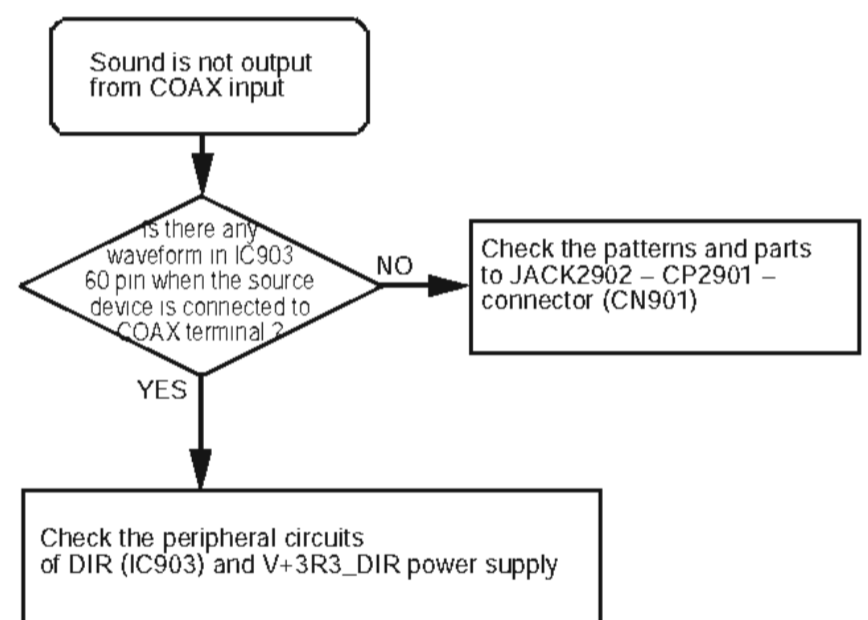 Sound is not output
from COAX input
Is there any
waveform in IC903
60 pin when the source
device is connected to
COAX terminal ?
NO
Check the patterns and parts
to JACK2902 – CP2901 –
connector (CN901)
YES
Check the peripheral circuits
of DIR (IC903) and V+3R3_DIR power supply